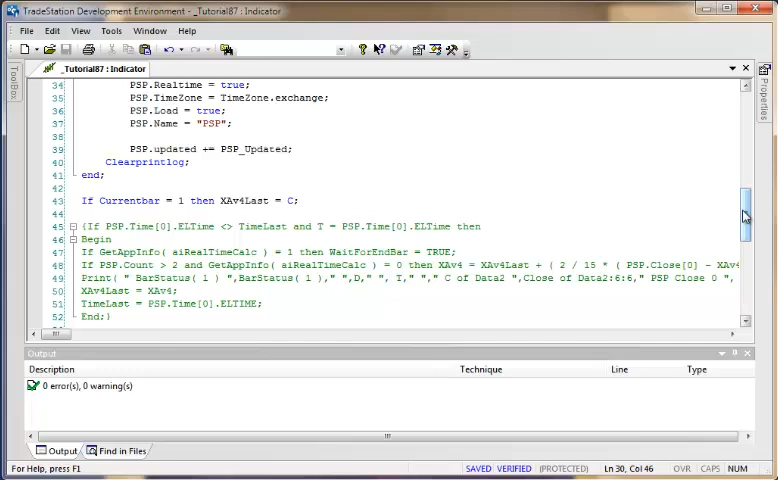 TradeStation Development Environment - _Tutorial87 : Indicator
File Edit View Tools Window Help
_Tutorial87 : Indicator
ToolBox
Properties
34 PSP.Realtime = true;
35 PSP.TimeZone = TimeZone.exchange;
36 PSP.Load = true;
37 PSP.Name = "PSP";
38
39 PSP.updated += PSP_Updated;
40 Clearprintlog;
41 end;
42
43 If Currentbar = 1 then XAv4Last = C;
44
45 {If PSP.Time[0].ELTime <> TimeLast and T = PSP.Time[0].ELTime then
46 Begin
47 If GetAppInfo( aiRealTimeCalc ) = 1 then WaitForEndBar = TRUE;
48 If PSP.Count > 2 and GetAppInfo( aiRealTimeCalc ) = 0 then XAv4 = XAv4Last + ( 2 / 15 * ( PSP.Close[0] - XAv4
49 Print( " BarStatus( 1 ) ",BarStatus( 1 )," ",D," ", T," "," C of Data2 ",Close of Data2:6:6," PSP Close 0 ",
50 XAv4Last = XAv4;
51 TimeLast = PSP.Time[0].ELTIME;
52 End;}
Output
Description Technique Line Type
0 error(s), 0 warning(s)
Output Find in Files
For Help, press F1 SAVED VERIFIED (PROTECTED) Ln 30, Col 46 OVR CAPS NUM